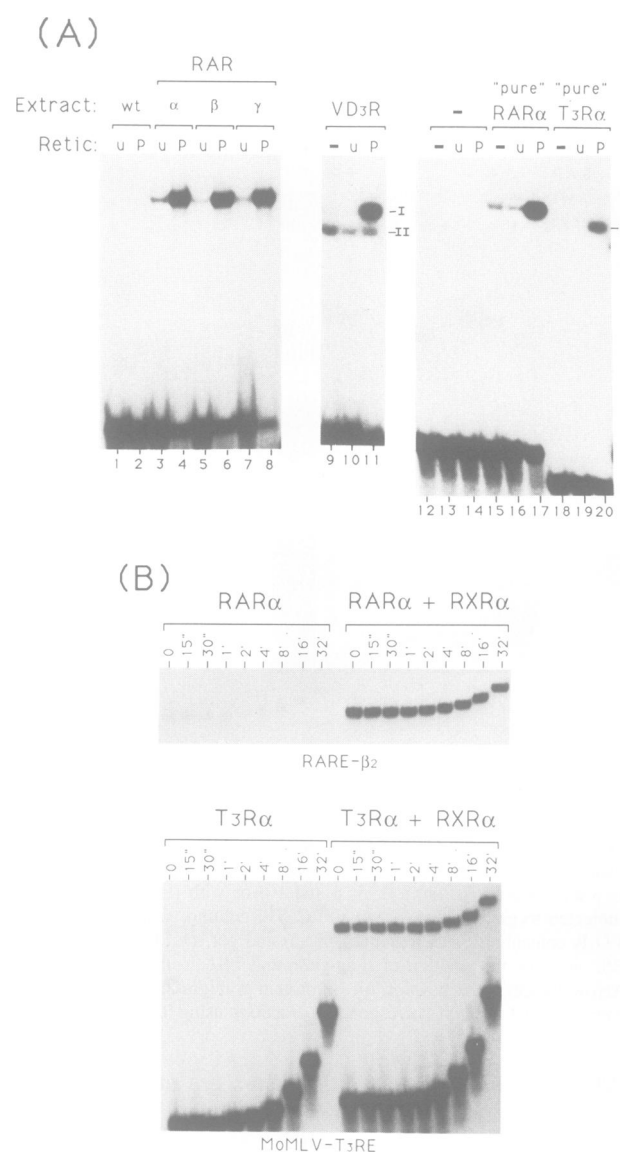 (A)
RAR
Extract: wt α β γ VD3R - "pure" RARα "pure" T3Rα
Retic: u P u P u P u P - u P - u P - u P - u P
-I
-II
1 2 3 4 5 6 7 8 9 10 11 12 13 14 15 16 17 18 19 20
(B)
RARα RARα + RXRα
-0 -15" -30" -1' -2' -4' -8' -16' -32' -0 -15" -30" -1' -2' -4' -8' -16' -32'
RARE-β2
T3Rα T3Rα + RXRα
-0 -15" -30" -1' -2' -4' -8' -16' -32' -0 -15" -30" -1' -2' -4' -8' -16' -32'
MoMLV-T3RE